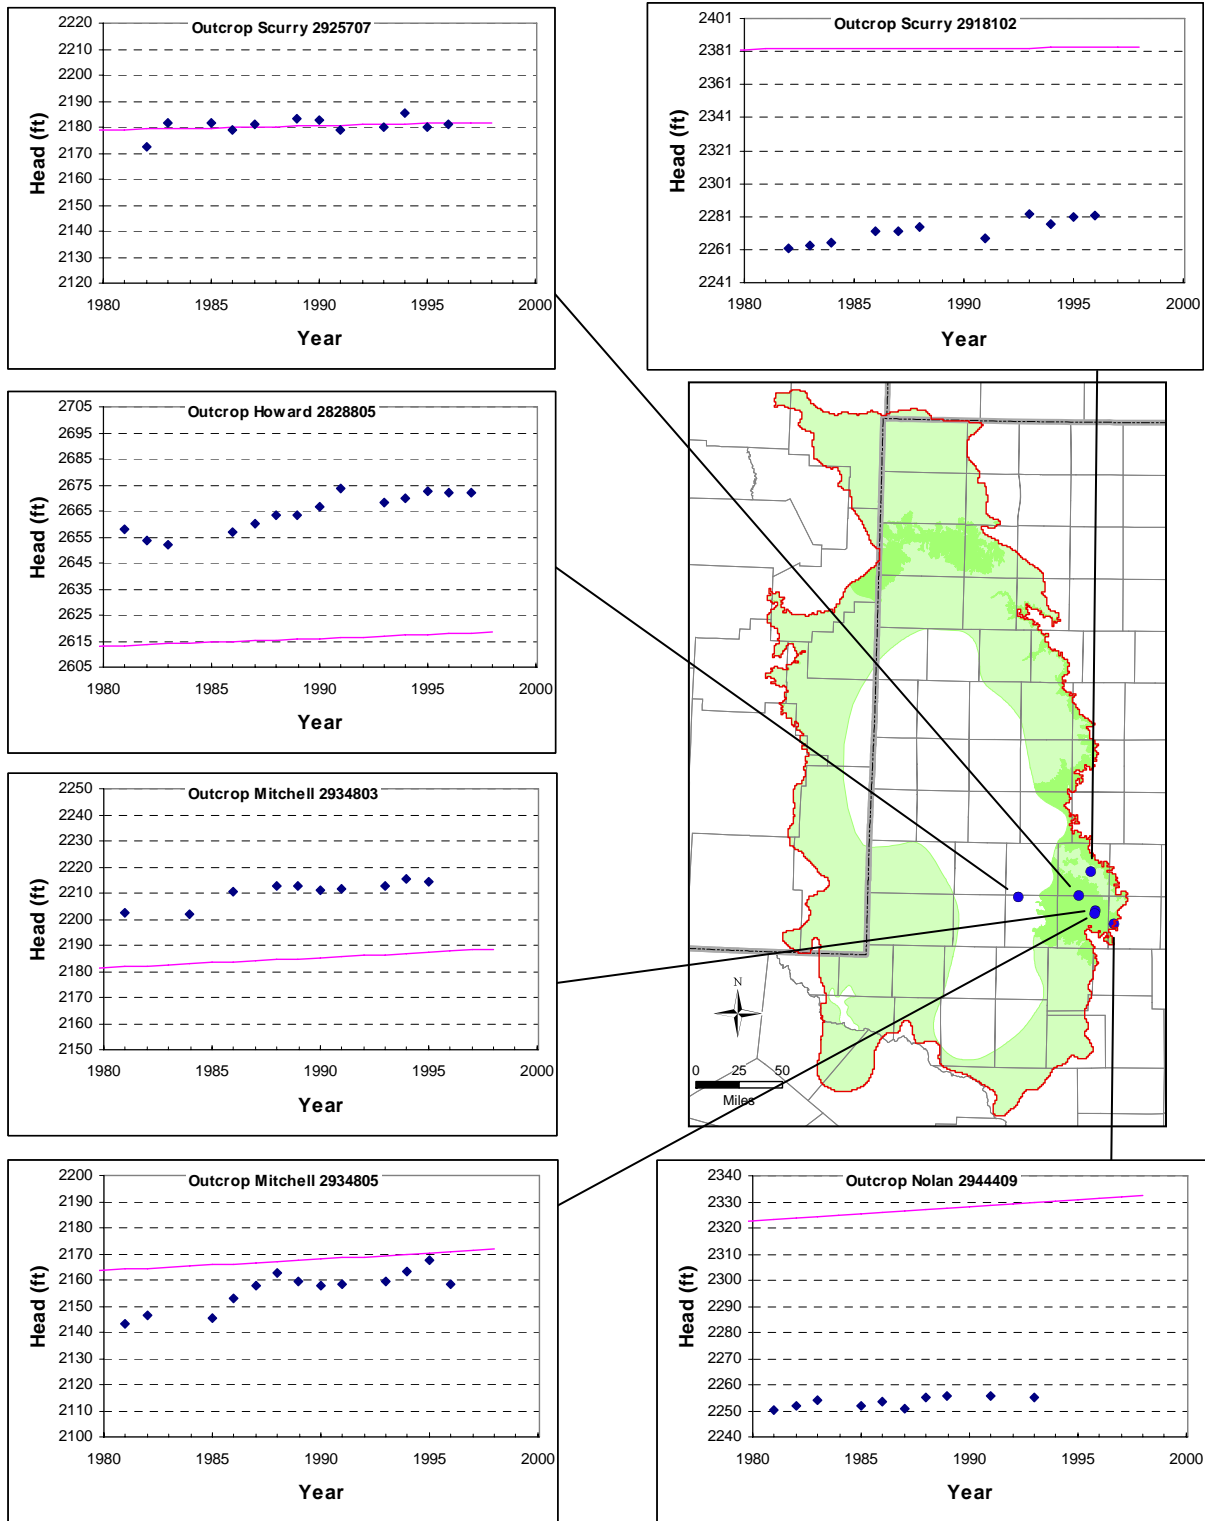 Outcrop Scurry 2925707
Head (ft)
2220
2210
2200
2190
2180
2170
2160
2150
2140
2130
2120
1980 1985 1990 1995 2000
Year
Outcrop Scurry 2918102
Head (ft)
2401
2381
2361
2341
2321
2301
2281
2261
2241
1980 1985 1990 1995 2000
Year
Outcrop Howard 2828805
Head (ft)
2705
2695
2685
2675
2665
2655
2645
2635
2625
2615
2605
1980 1985 1990 1995 2000
Year
Outcrop Mitchell 2934803
Head (ft)
2250
2240
2230
2220
2210
2200
2190
2180
2170
2160
2150
1980 1985 1990 1995 2000
Year
N
0 25 50
Miles
Outcrop Mitchell 2934805
Head (ft)
2200
2190
2180
2170
2160
2150
2140
2130
2120
2110
2100
1980 1985 1990 1995 2000
Year
Outcrop Nolan 2944409
Head (ft)
2340
2330
2320
2310
2300
2290
2280
2270
2260
2250
2240
1980 1985 1990 1995 2000
Year